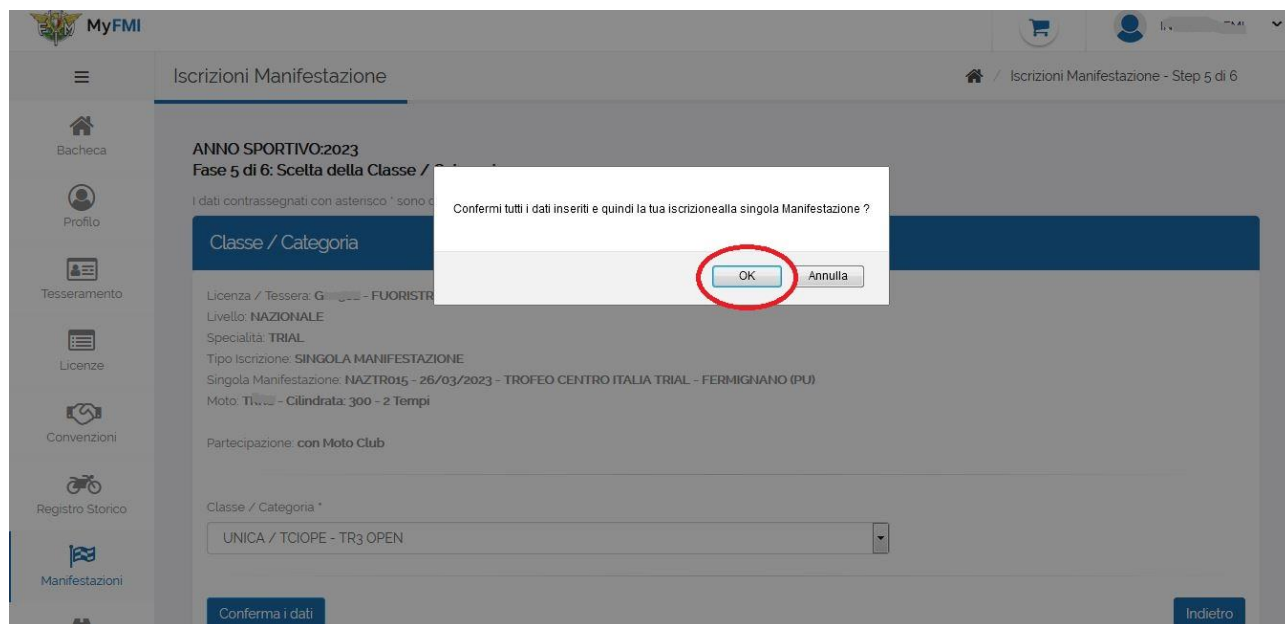 MyFMI
Iscrizioni Manifestazione
/ Iscrizioni Manifestazione - Step 5 di 6
Bacheca
Profilo
Tesseramento
Licenze
Convenzioni
Registro Storico
Manifestazioni
ANNO SPORTIVO:2023
Fase 5 di 6: Scelta della Classe /
I dati contrassegnati con asterisco * sono
Confermi tutti i dati inseriti e quindi la tua iscrizionealla singola Manifestazione ?
OK Annulla
Classe / Categoria
Licenza / Tessera: - FUORISTR
Livello: NAZIONALE
Specialità: TRIAL
Tipo Iscrizione: SINGOLA MANIFESTAZIONE
Singola Manifestazione: NAZTR015 - 26/03/2023 - TROFEO CENTRO ITALIA TRIAL - FERMIGNANO (PU)
Moto: - Cilindrata: 300 - 2 Tempi
Partecipazione: con Moto Club
Classe / Categoria *
UNICA / TCIOPE - TR3 OPEN
Conferma i dati
Indietro